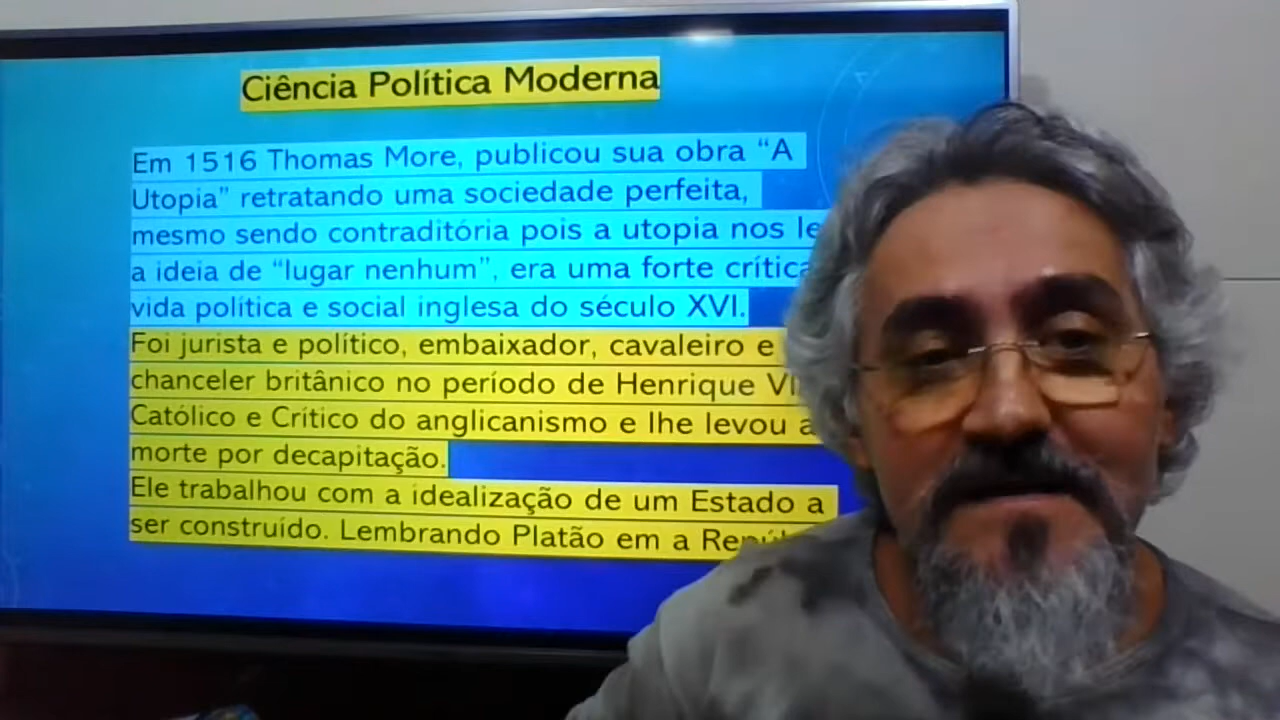 Ciência Política Moderna
Em 1516 Thomas More, publicou sua obra “A
Utopia” retratando uma sociedade perfeita,
mesmo sendo contraditória pois a utopia nos
a ideia de “lugar nenhum”, era uma forte crítica
vida política e social inglesa do século XVI.
Foi jurista e político, embaixador, cavaleiro e
chanceler britânico no período de Henrique
Católico e Crítico do anglicanismo e lhe levou a
morte por decapitação.
Ele trabalhou com a idealização de um Estado a
ser construído. Lembrando Platão em a